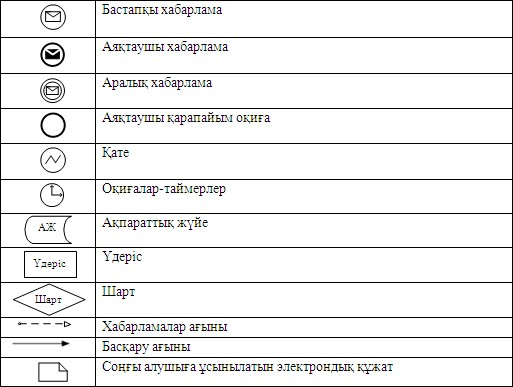 Бастапқы хабарлама
Аяқтаушы хабарлама
Аралық хабарлама
Аяқтаушы қарапайым оқиға
Қате
Оқиғалар-таймерлер
АЖ
Ақпараттық жүйе
Үдеріс
Үдеріс
Шарт
Шарт
Хабарламалар ағыны
Басқару ағыны
Соңғы алушыға ұсынылатын электрондық құжат